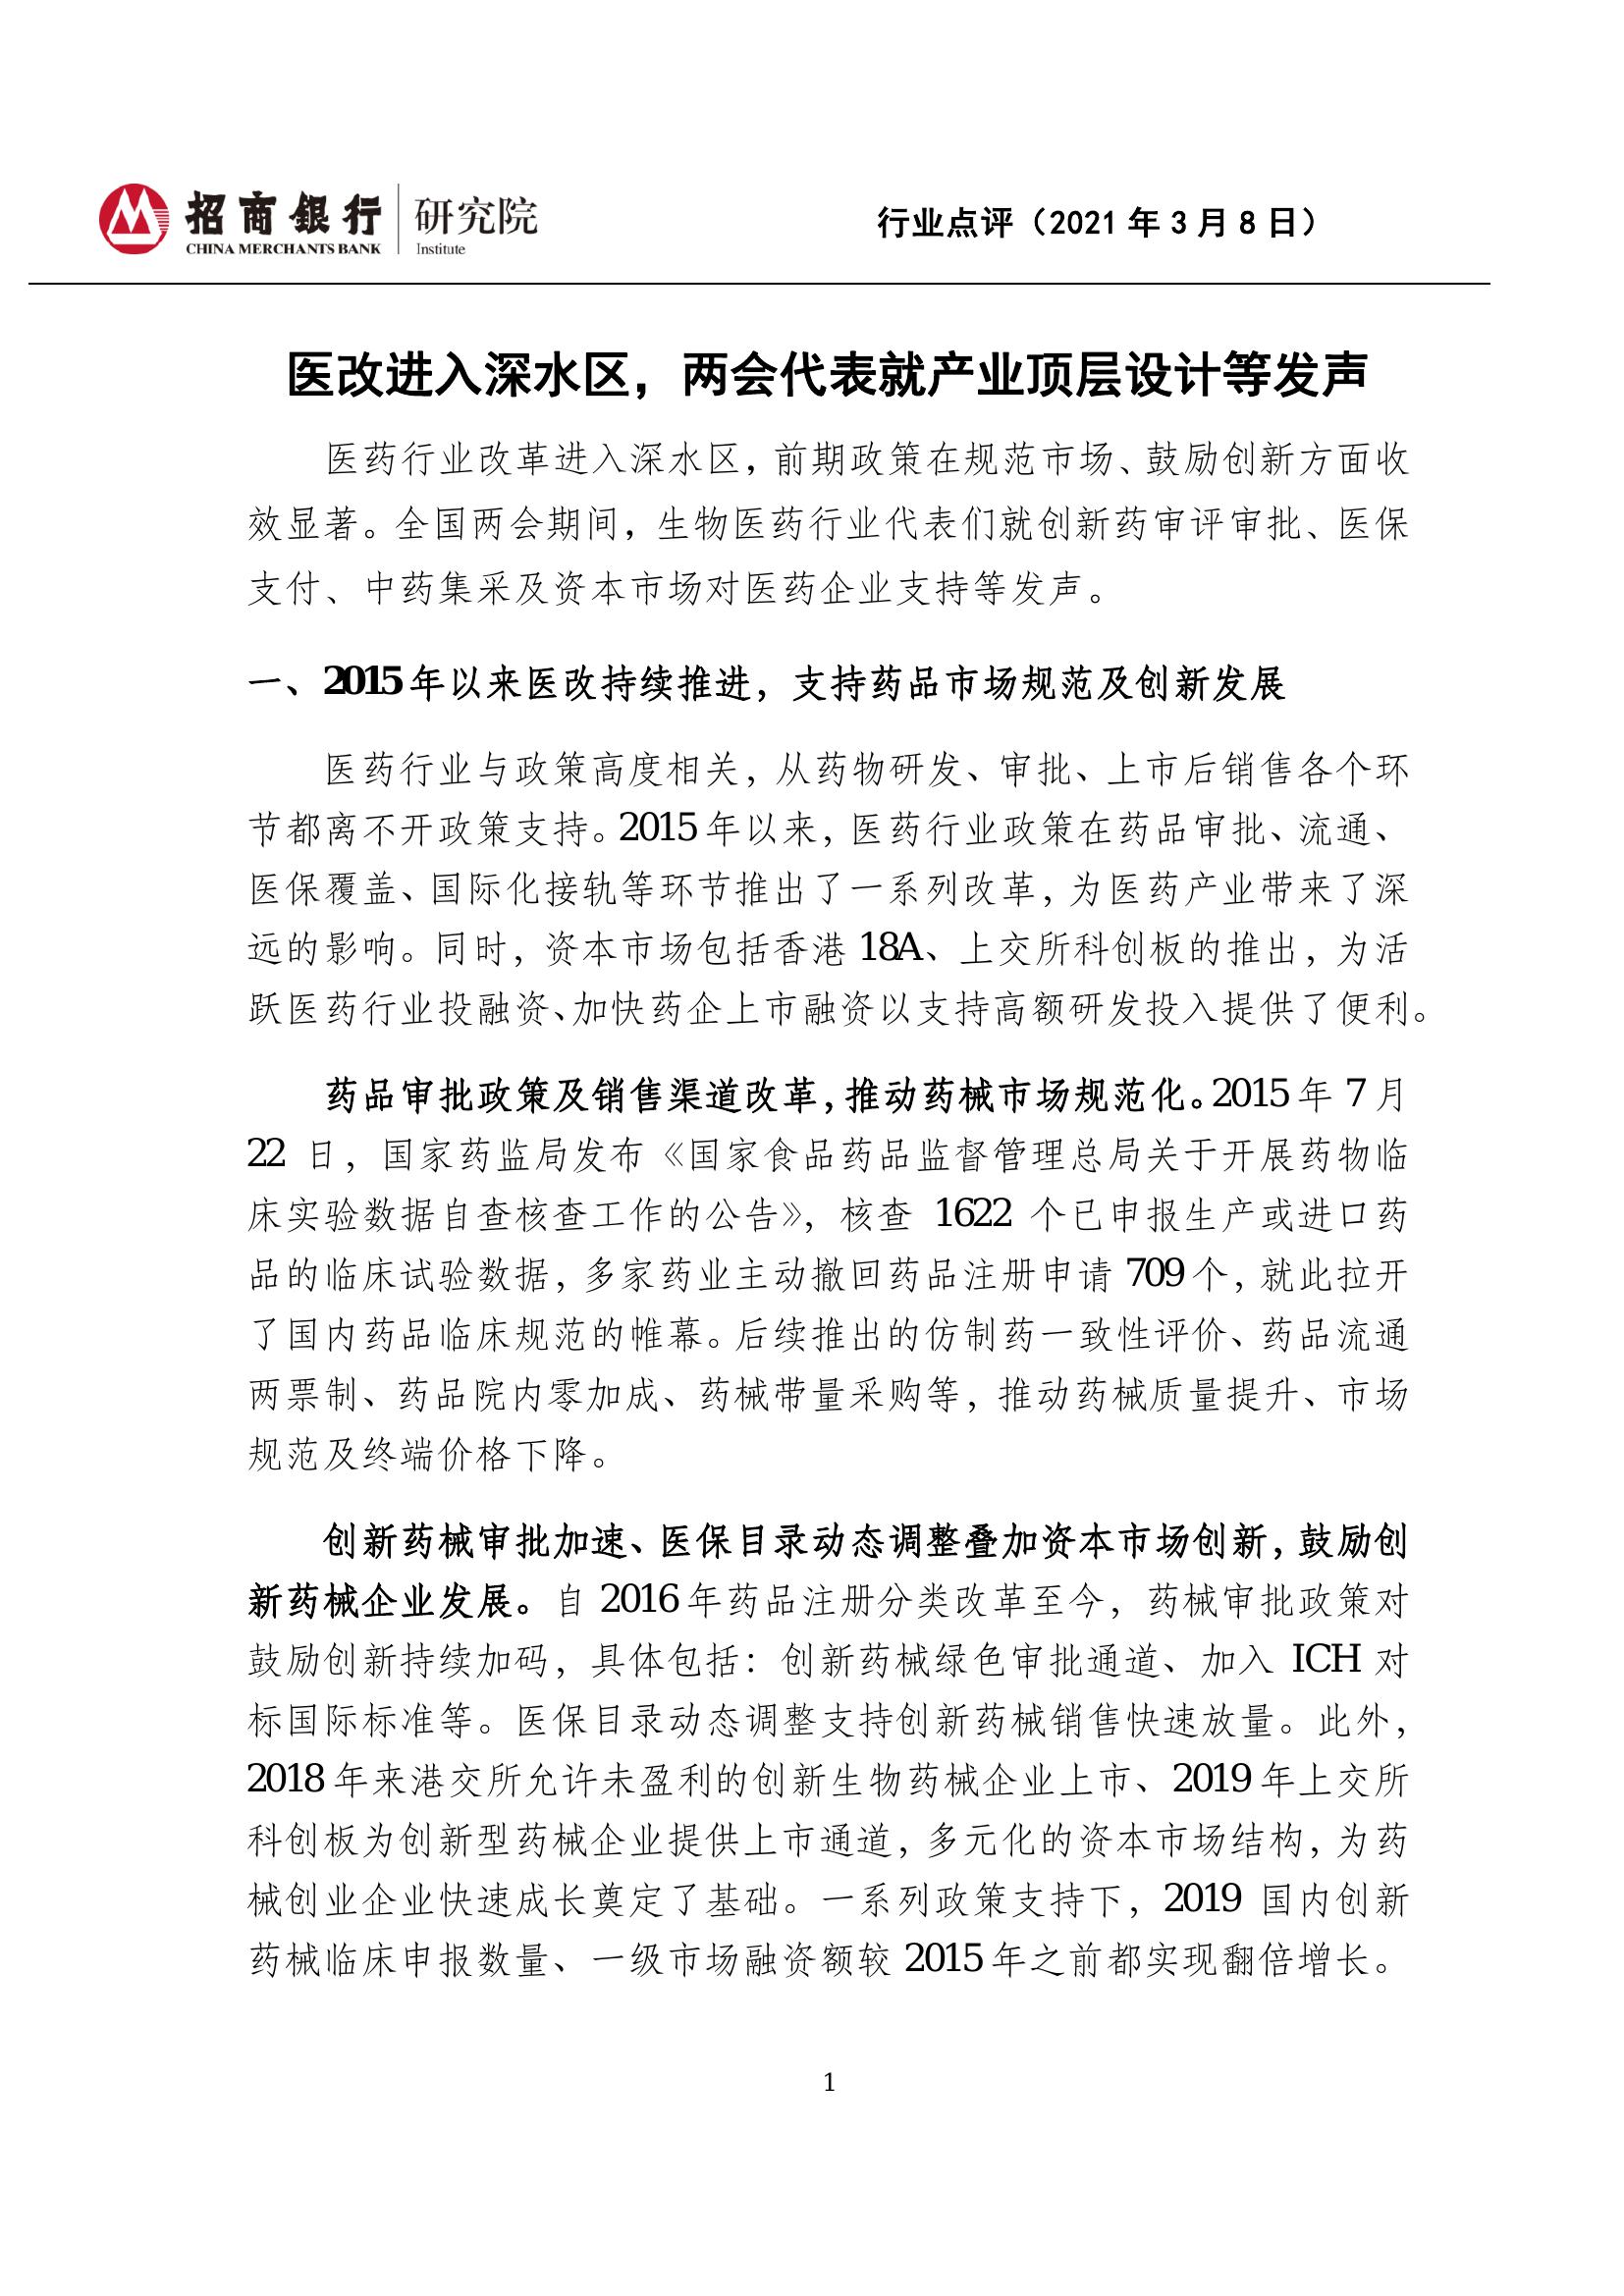 招商銀行 研究院
CHINA MERCHANTS BANK Institute
行业点评（2021 年 3 月 8 日）
医改进入深水区，两会代表就产业顶层设计等发声
医药行业改革进入深水区，前期政策在规范市场、鼓励创新方面收
效显著。全国两会期间，生物医药行业代表们就创新药审评审批、医保
支付、中药集采及资本市场对医药企业支持等发声。
一、2015 年以来医改持续推进，支持药品市场规范及创新发展
医药行业与政策高度相关，从药物研发、审批、上市后销售各个环
节都离不开政策支持。2015 年以来，医药行业政策在药品审批、流通、
医保覆盖、国际化接轨等环节推出了一系列改革，为医药产业带来了深
远的影响。同时，资本市场包括香港 18A、上交所科创板的推出，为活
跃医药行业投融资、加快药企上市融资以支持高额研发投入提供了便利。
药品审批政策及销售渠道改革，推动药械市场规范化。2015 年 7 月
22 日，国家药监局发布《国家食品药品监督管理总局关于开展药物临
床实验数据自查核查工作的公告》，核查 1622 个已申报生产或进口药
品的临床试验数据，多家药业主动撤回药品注册申请 709 个，就此拉开
了国内药品临床规范的帷幕。后续推出的仿制药一致性评价、药品流通
两票制、药品院内零加成、药械带量采购等，推动药械质量提升、市场
规范及终端价格下降。
创新药械审批加速、医保目录动态调整叠加资本市场创新，鼓励创
新药械企业发展。自 2016 年药品注册分类改革至今，药械审批政策对
鼓励创新持续加码，具体包括：创新药械绿色审批通道、加入 ICH 对
标国际标准等。医保目录动态调整支持创新药械销售快速放量。此外，
2018 年来港交所允许未盈利的创新生物药械企业上市、2019 年上交所
科创板为创新型药械企业提供上市通道，多元化的资本市场结构，为药
械创业企业快速成长奠定了基础。一系列政策支持下，2019 国内创新
药械临床申报数量、一级市场融资额较 2015 年之前都实现翻倍增长。
1